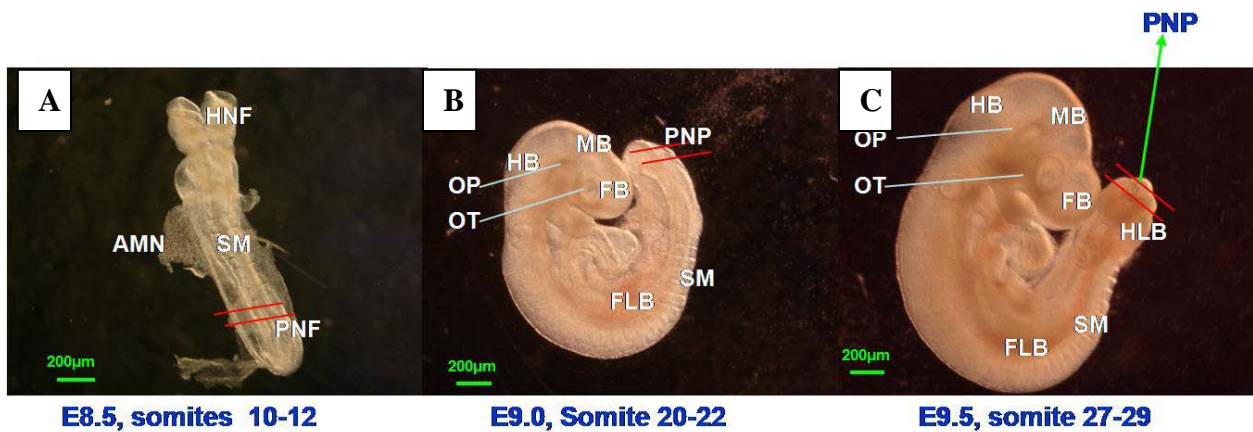 PNP
A
HNF
AMN
SM
PNF
200µm
E8.5, somites 10-12
B
MB
PNP
HB
OP
FB
OT
SM
FLB
200µm
E9.0, Somite 20-22
C
HB
MB
OP
OT
FB
HLB
SM
FLB
200µm
E9.5, somite 27-29